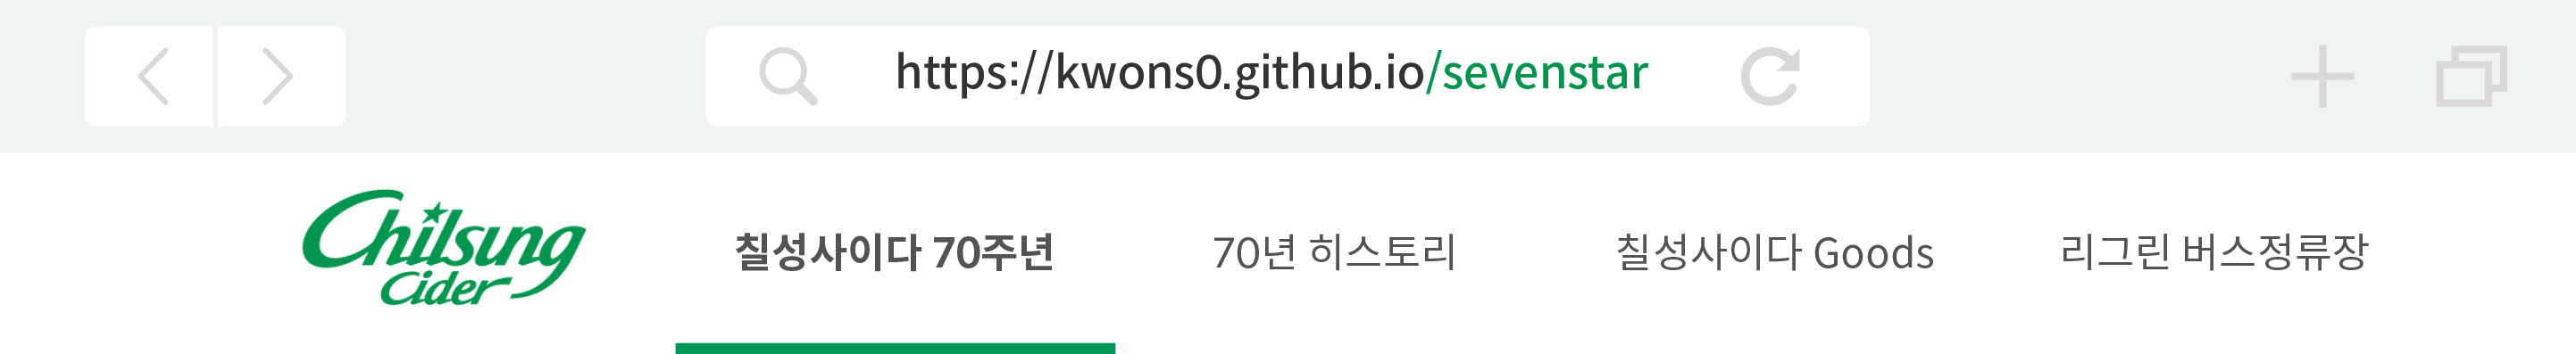 https://kwons0.github.io/sevenstar
Chilsung
Cider
칠성사이다 70주년
70년 히스토리
칠성사이다 Goods
리그린 버스정류장